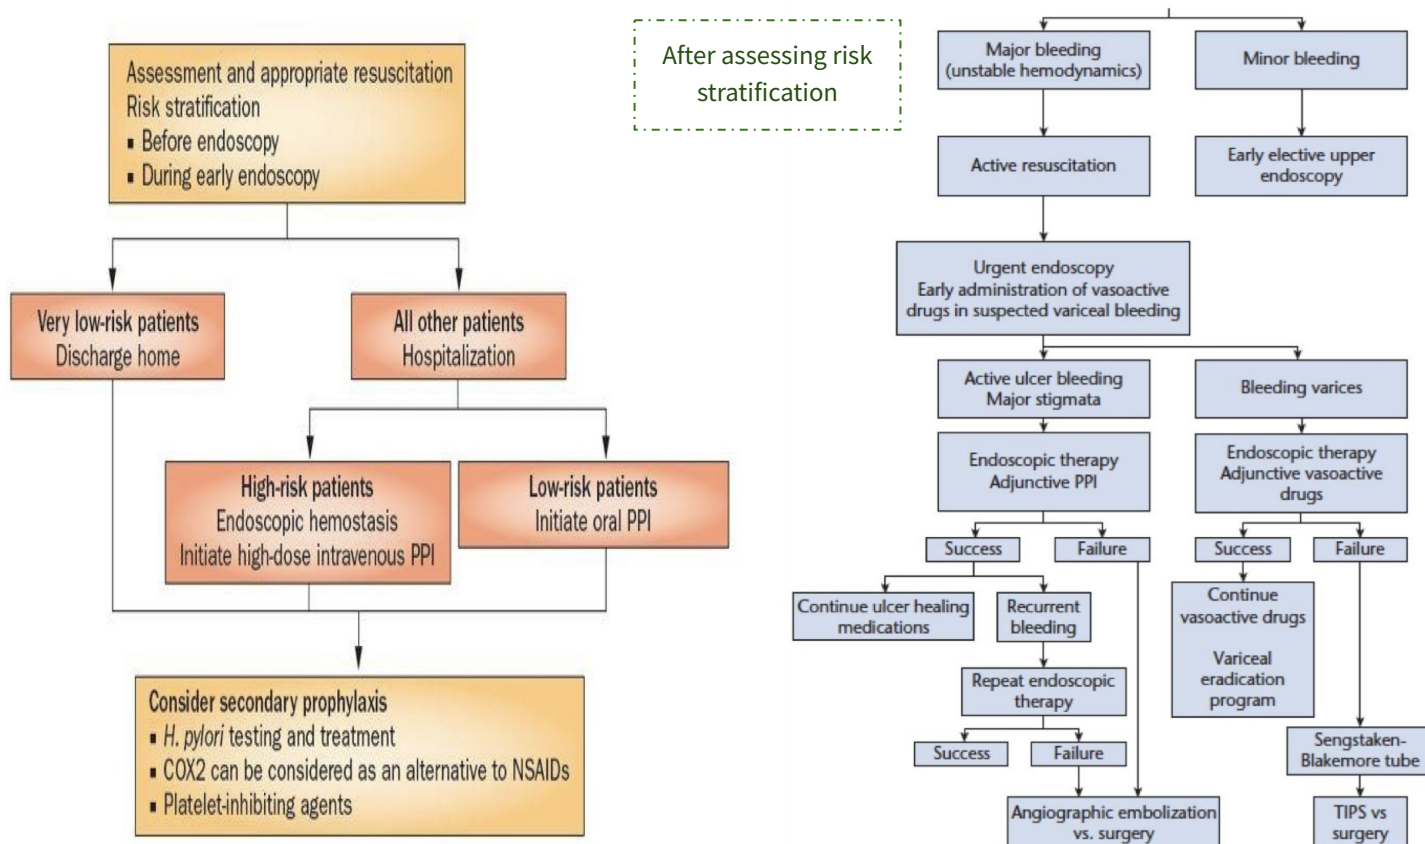 Assessment and appropriate resuscitation
Risk stratification
▪ Before endoscopy
▪ During early endoscopy
Very low-risk patients
Discharge home
All other patients
Hospitalization
High-risk patients
Endoscopic hemostasis
Initiate high-dose intravenous PPI
Low-risk patients
Initiate oral PPI
Consider secondary prophylaxis
▪ H. pylori testing and treatment
▪ COX2 can be considered as an alternative to NSAIDs
▪ Platelet-inhibiting agents
After assessing risk
stratification
Major bleeding
(unstable hemodynamics)
Minor bleeding
Active resuscitation
Early elective upper
endoscopy
Urgent endoscopy
Early administration of vasoactive
drugs in suspected variceal bleeding
Active ulcer bleeding
Major stigmata
Bleeding varices
Endoscopic therapy
Adjunctive PPI
Endoscopic therapy
Adjunctive vasoactive
drugs
Success
Failure
Success
Failure
Continue ulcer healing
medications
Recurrent
bleeding
Continue
vasoactive drugs
Variceal
eradication
program
Repeat endoscopic
therapy
Success
Failure
Sengstaken-
Blakemore tube
Angiographic embolization
vs. surgery
TIPS vs
surgery